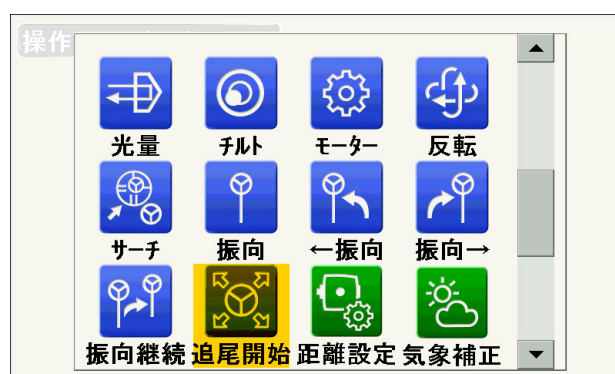 操作
光量 ﾁﾙﾄ ﾓｰﾀｰ 反転
ｻｰﾁ 振向 ←振向 振向→
振向継続 追尾開始 距離設定 気象補正